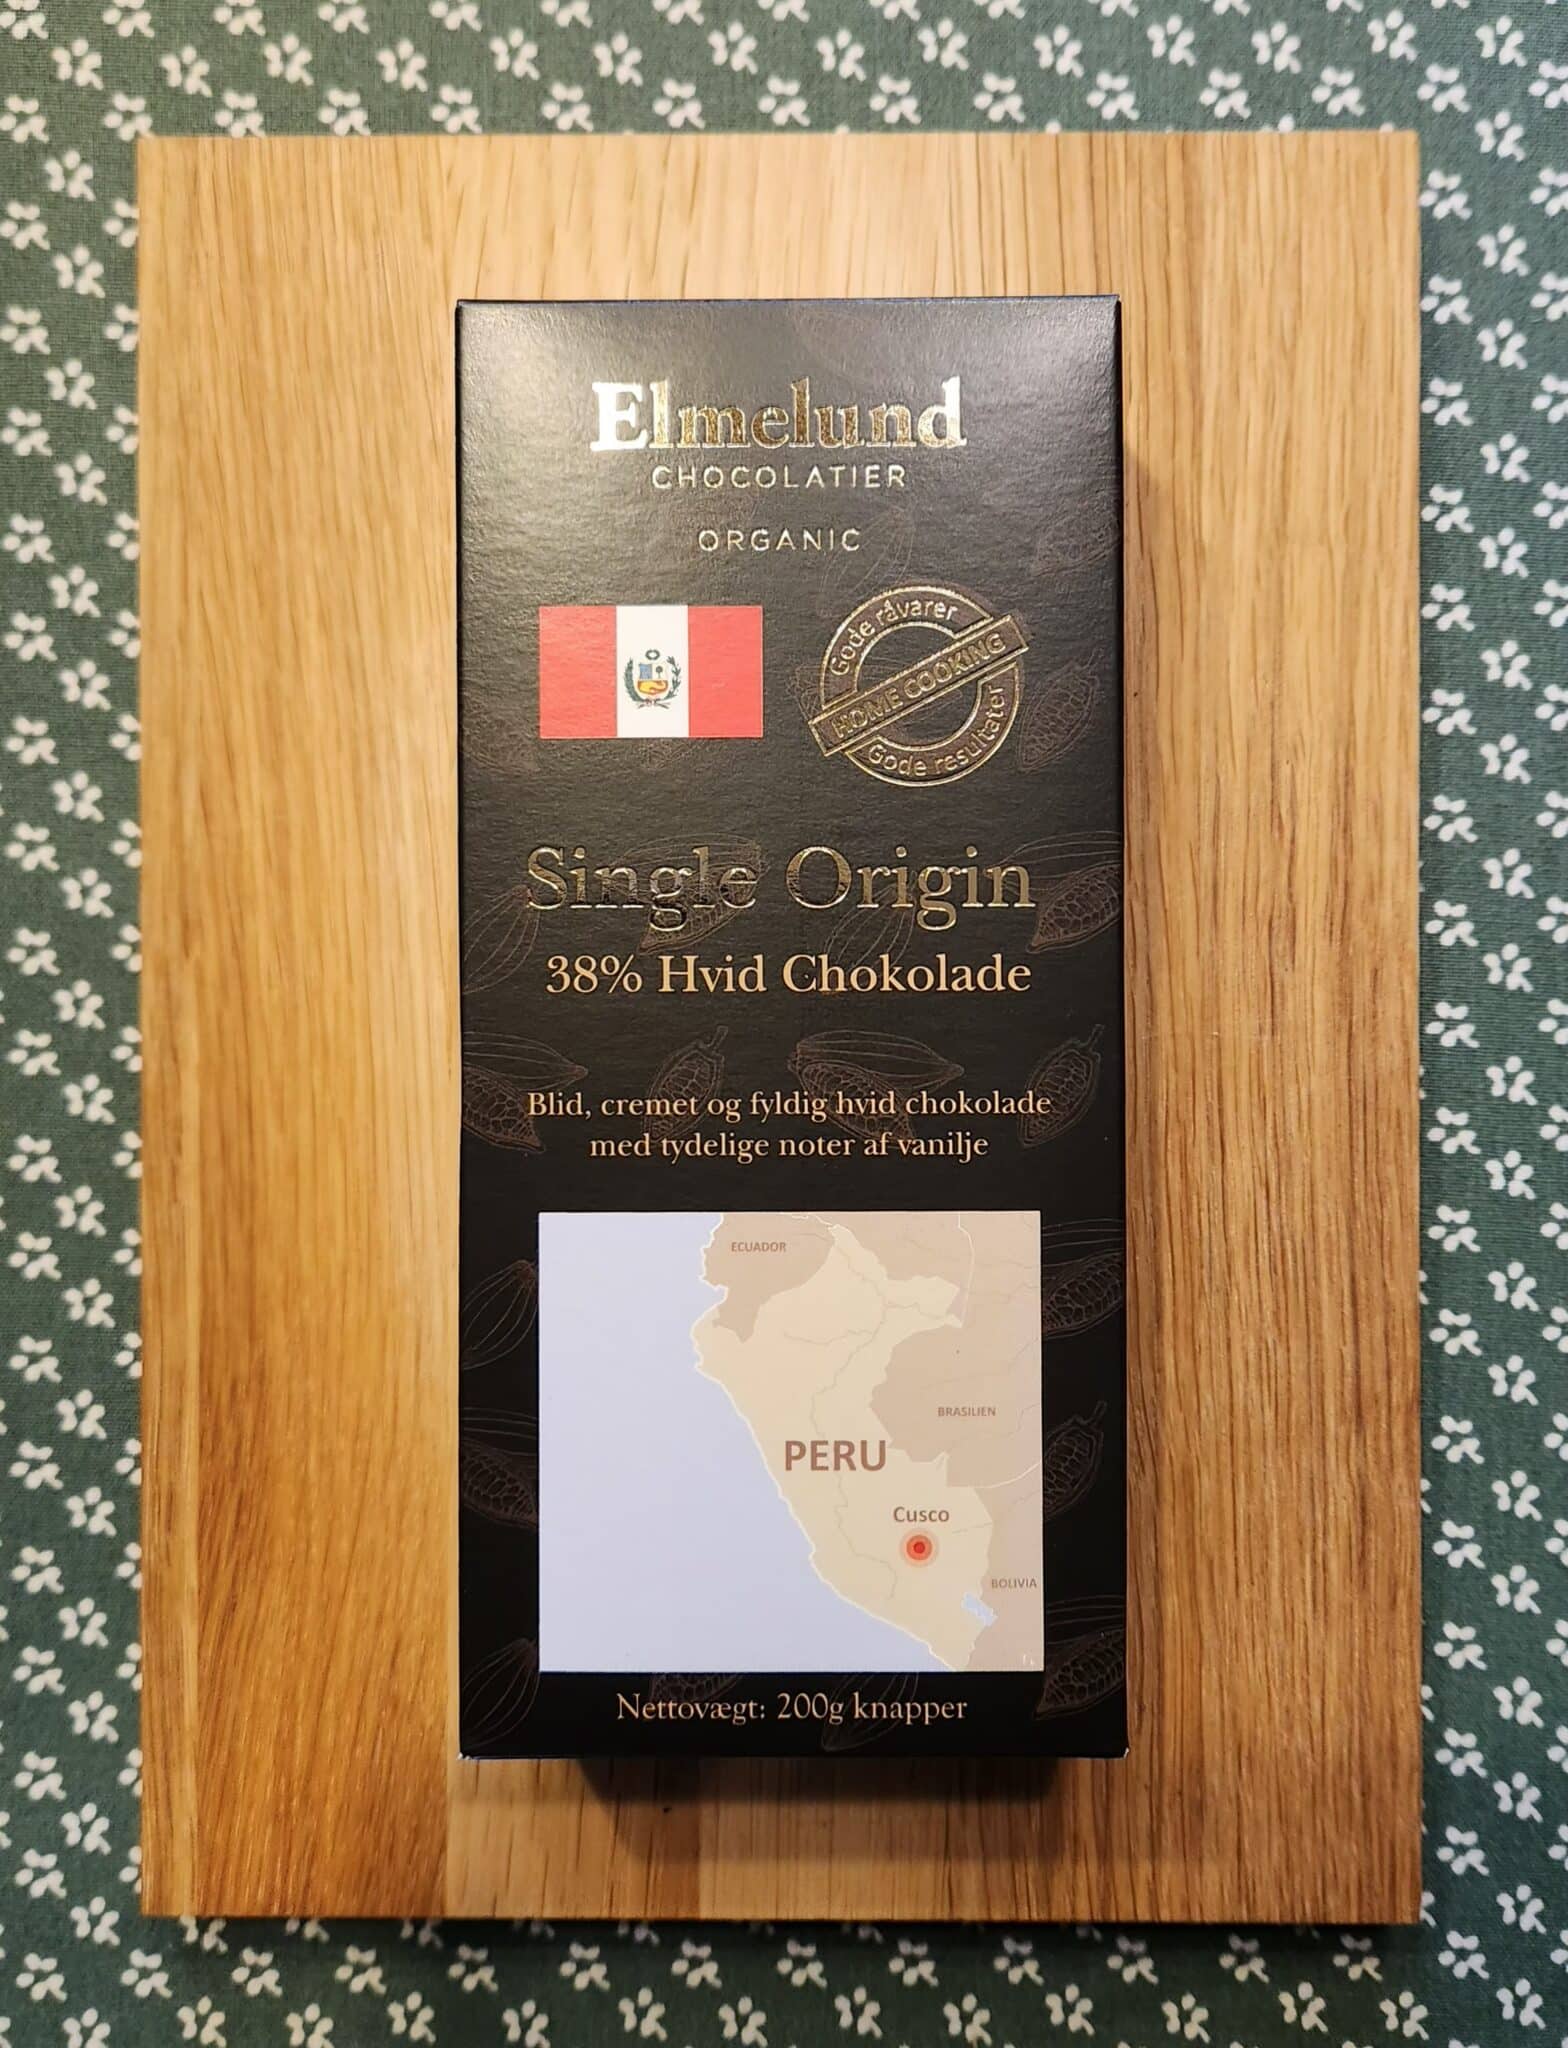 Elmelund
CHOCOLATIER
ORGANIC
Gode råvarer
HOME COOKING
Gode resultater
Single Origin
38% Hvid Chokolade
Blid, cremet og fyldig hvid chokolade
med tydelige noter af vanilje
ECUADOR
BRASILIEN
PERU
Cusco
BOLIVIA
Nettovægt: 200g knapper